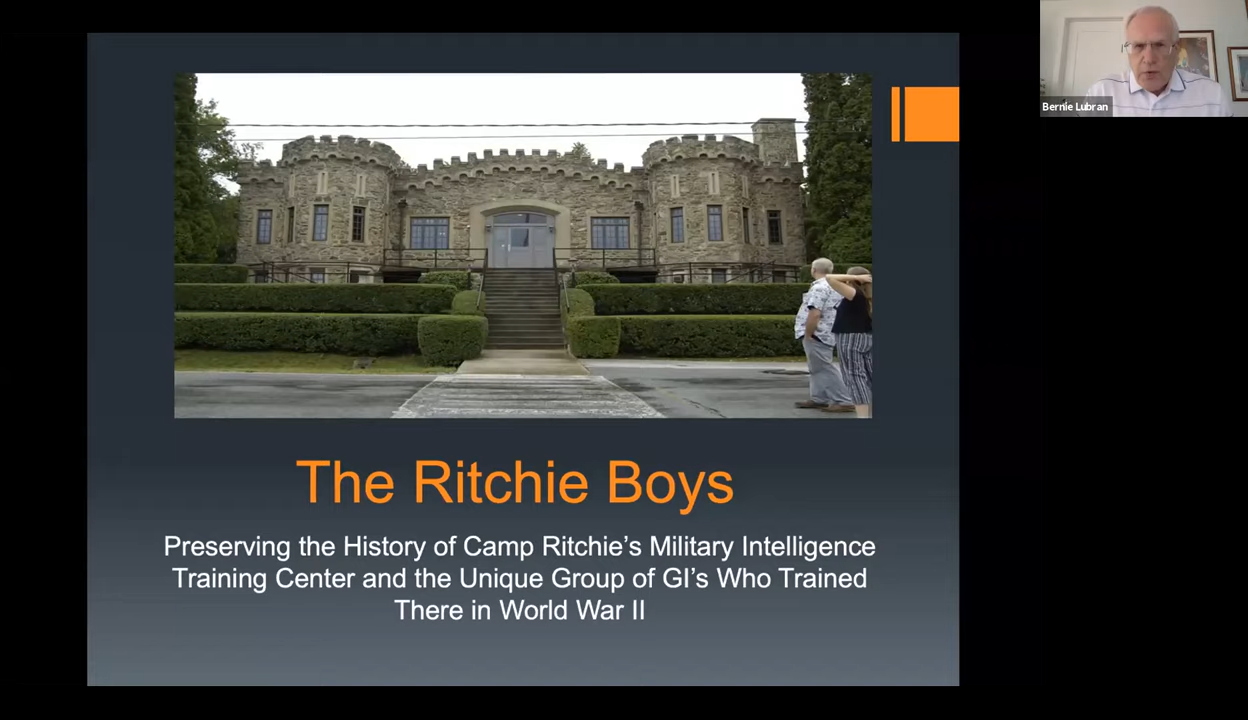 Bernie Lubran
The Ritchie Boys
Preserving the History of Camp Ritchie’s Military Intelligence
Training Center and the Unique Group of GI’s Who Trained
There in World War II